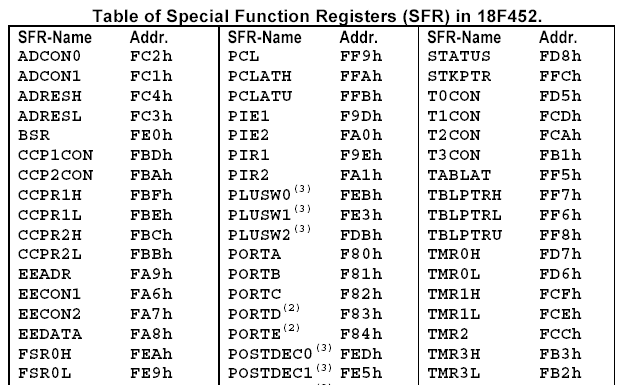 Table of Special Function Registers (SFR) in 18F452.
SFR-Name Addr. SFR-Name Addr. SFR-Name Addr.
ADCON0 FC2h PCL FF9h STATUS FD8h
ADCON1 FC1h PCLATH FFAh STKPTR FFCh
ADRESH FC4h PCLATU FFBh T0CON FD5h
ADRESL FC3h PIE1 F9Dh T1CON FCDh
BSR FE0h PIE2 FA0h T2CON FCAh
CCP1CON FBDh PIR1 F9Eh T3CON FB1h
CCP2CON FBAh PIR2 FA1h TABLAT FF5h
CCPR1H FBFh PLUSW0(3) FEBh TBLPTRH FF7h
CCPR1L FBEh PLUSW1(3) FE3h TBLPTRL FF6h
CCPR2H FBCh PLUSW2(3) FDBh TBLPTRU FF8h
CCPR2L FBBh PORTA F80h TMR0H FD7h
EEADR FA9h PORTB F81h TMR0L FD6h
EECON1 FA6h PORTC F82h TMR1H FCFh
EECON2 FA7h PORTD(2) F83h TMR1L FCEh
EEDATA FA8h PORTE(2) F84h TMR2 FCCh
FSR0H FEAh POSTDEC0(3) FEDh TMR3H FB3h
FSR0L FE9h POSTDEC1(3) FE5h TMR3L FB2h